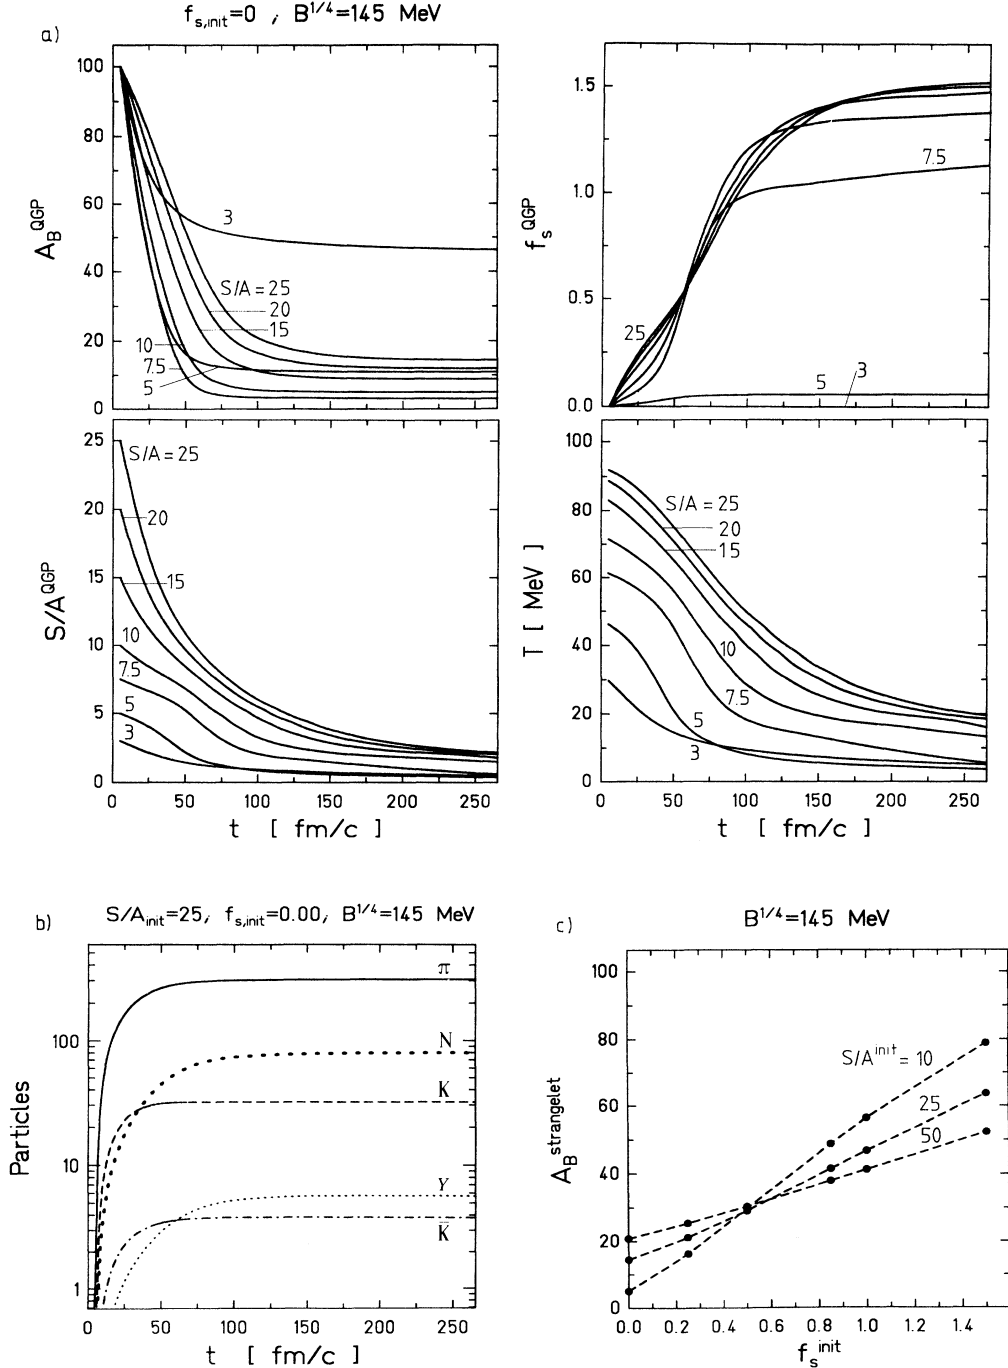 f_s,init=0 , B^1/4=145 MeV
a)
100
80
60
40
20
0
A_B^QGP
3
S/A=25
20
15
10
7.5
5
1.5
1.0
0.5
0.0
f_s^QGP
7.5
25
5
3
25
20
15
10
5
0
S/A^QGP
S/A=25
20
15
10
7.5
5
3
0 50 100 150 200 250
t [ fm/c ]
100
80
60
40
20
0
T [ MeV ]
S/A=25
20
15
10
7.5
5
3
0 50 100 150 200 250
t [ fm/c ]
b)
S/A_init=25, f_s,init=0.00, B^1/4=145 MeV
100
10
1
Particles
π
N
K
Y
K̄
0 50 100 150 200 250
t [ fm/c ]
c)
B^1/4=145 MeV
100
80
60
40
20
0
A_B^strangelet
S/A^init=10
25
50
0.0 0.2 0.4 0.6 0.8 1.0 1.2 1.4
f_s^init